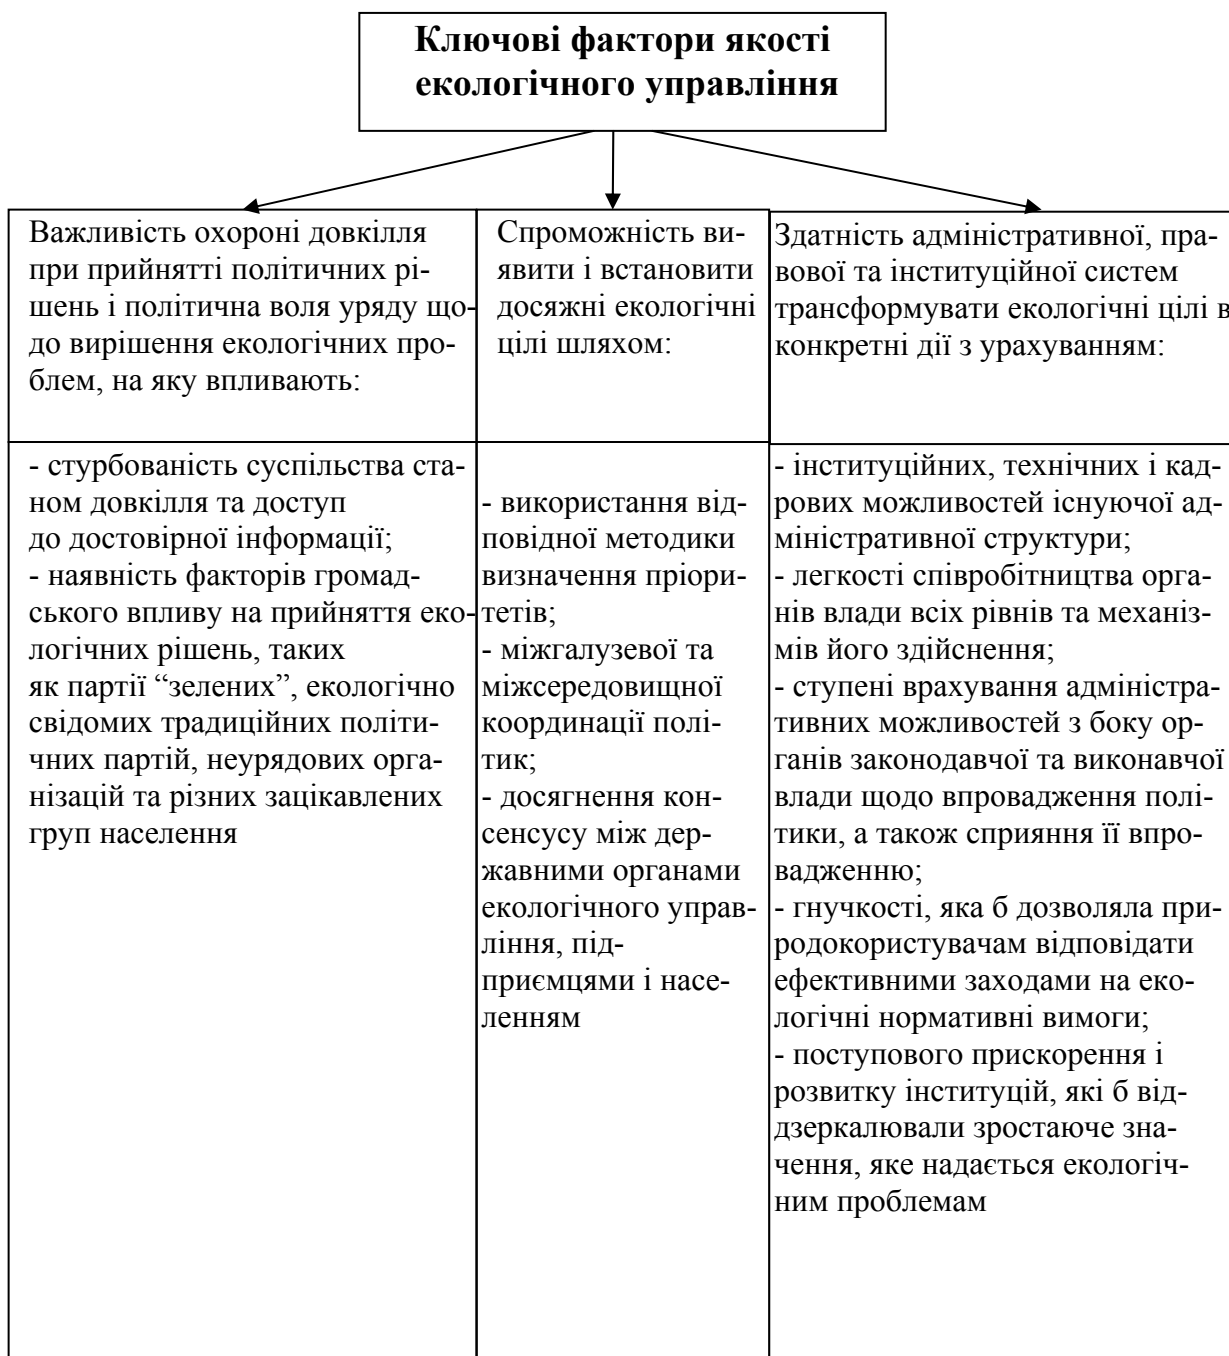 Ключові фактори якості
екологічного управління
Важливість охороні довкілля
при прийнятті політичних рі-
шень і політична воля уряду що-
до вирішення екологічних про-
блем, на яку впливають:
- стурбованість суспільства ста-
ном довкілля та доступ
до достовірної інформації;
- наявність факторів громад-
ського впливу на прийняття еко-
логічних рішень, таких
як партії “зелених”, екологічно
свідомих традиційних політи-
чних партій, неурядових орга-
нізацій та різних зацікавлених
груп населення
Спроможність ви-
явити і встановити
досяжні екологічні
цілі шляхом:
- використання від-
повідної методики
визначення пріори-
тетів;
- міжгалузевої та
міжсередовищної
координації полі-
тик;
- досягнення кон-
сенсусу між дер-
жавними органами
екологічного управ-
ління, під-
приємцями і насе-
ленням
Здатність адміністративної, пра-
вової та інституційної систем
трансформувати екологічні цілі в
конкретні дії з урахуванням:
- інституційних, технічних і кад-
рових можливостей існуючої ад-
міністративної структури;
- легкості співробітництва орга-
нів влади всіх рівнів та механіз-
мів його здійснення;
- ступені врахування адміністра-
тивних можливостей з боку ор-
ганів законодавчої та виконавчої
влади щодо впровадження полі-
тики, а також сприяння її впро-
вадженню;
- гнучкості, яка б дозволяла при-
родокористувачам відповідати
ефективними заходами на еко-
логічні нормативні вимоги;
- поступового прискорення і
розвитку інституцій, які б від-
дзеркалювали зростаюче зна-
чення, яке надається екологіч-
ним проблемам